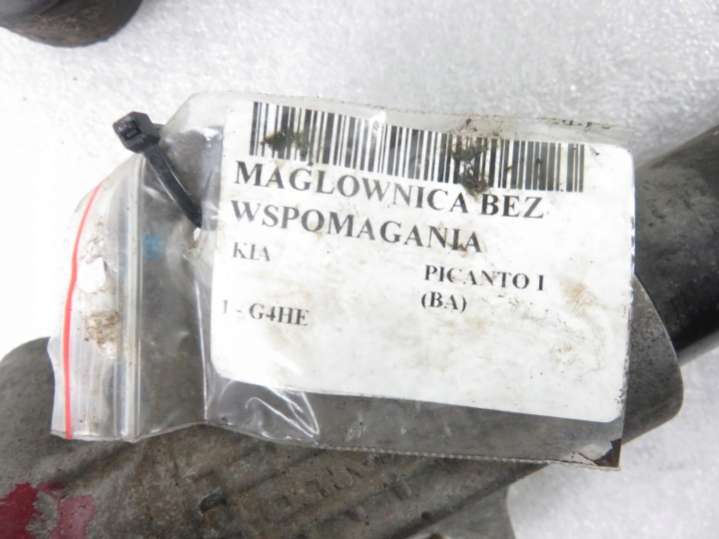 MAGLOWNICA BEZ
WSPOMAGANIA
KIA
PICANTO I
(BA)
1 - G4HE